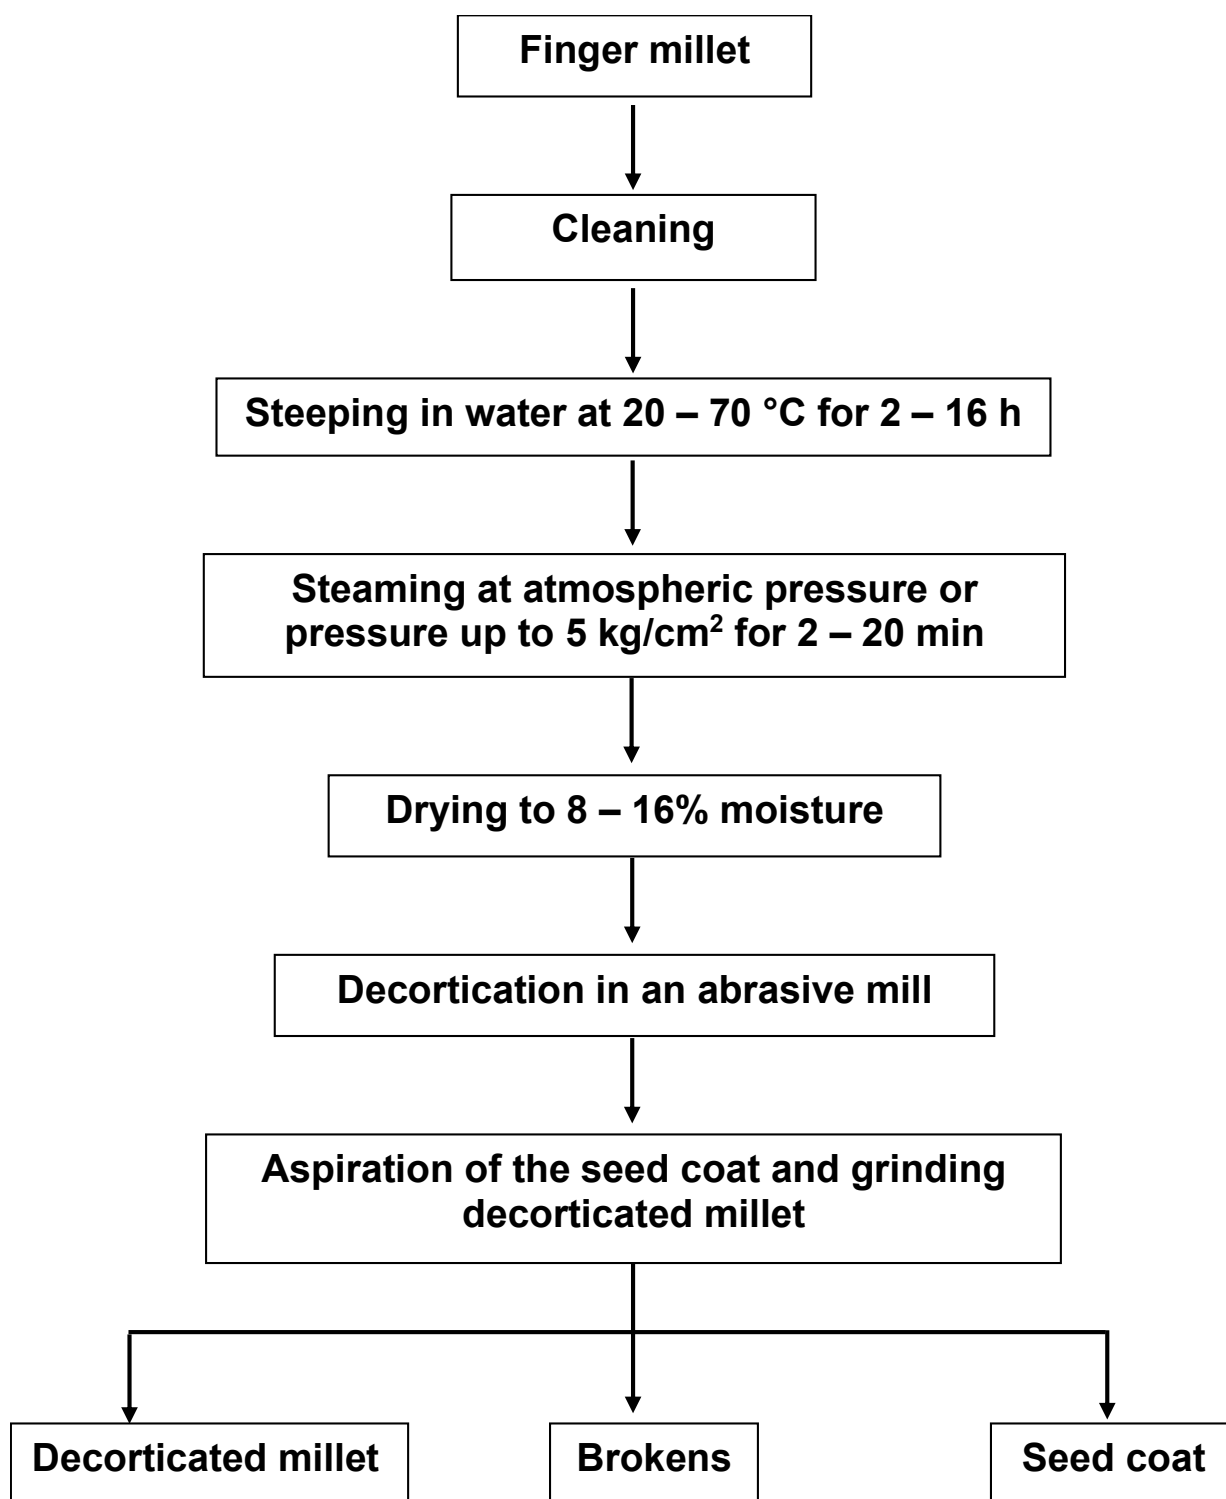 Finger millet
Cleaning
Steeping in water at 20 – 70 °C for 2 – 16 h
Steaming at atmospheric pressure or
pressure up to 5 kg/cm² for 2 – 20 min
Drying to 8 – 16% moisture
Decortication in an abrasive mill
Aspiration of the seed coat and grinding
decorticated millet
Decorticated millet
Brokens
Seed coat